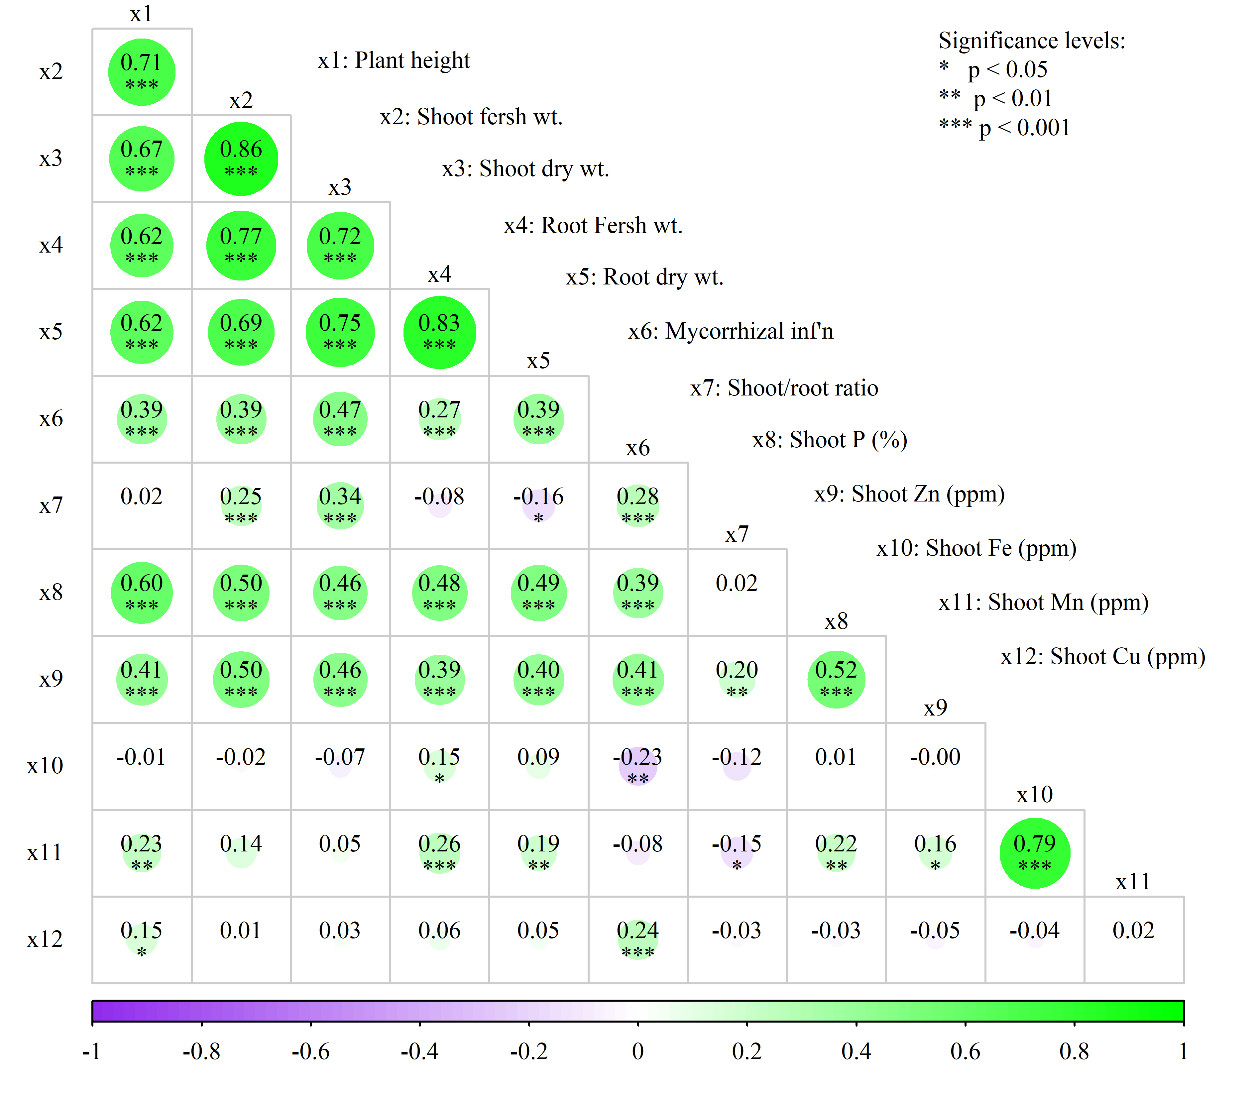 x1
x2 0.71 *** x1: Plant height
Significance levels:
* p < 0.05
** p < 0.01
*** p < 0.001
x2
x2: Shoot fersh wt.
x3 0.67 *** 0.86 ***
x3: Shoot dry wt.
x3
x4 0.62 *** 0.77 *** 0.72 ***
x4: Root Fersh wt.
x4
x5: Root dry wt.
x5 0.62 *** 0.69 *** 0.75 *** 0.83 ***
x6: Mycorrhizal inf'n
x5
x7: Shoot/root ratio
x6 0.39 *** 0.39 *** 0.47 *** 0.27 *** 0.39 ***
x8: Shoot P (%)
x6
x7 0.02 0.25 *** 0.34 *** -0.08 -0.16 * 0.28 ***
x9: Shoot Zn (ppm)
x7
x10: Shoot Fe (ppm)
x8 0.60 *** 0.50 *** 0.46 *** 0.48 *** 0.49 *** 0.39 *** 0.02
x11: Shoot Mn (ppm)
x8
x12: Shoot Cu (ppm)
x9 0.41 *** 0.50 *** 0.46 *** 0.39 *** 0.40 *** 0.41 *** 0.20 ** 0.52 ***
x9
x10 -0.01 -0.02 -0.07 0.15 * 0.09 -0.23 ** -0.12 0.01 -0.00
x10
x11 0.23 ** 0.14 0.05 0.26 *** 0.19 ** -0.08 -0.15 * 0.22 ** 0.16 * 0.79 ***
x11
x12 0.15 * 0.01 0.03 0.06 0.05 0.24 *** -0.03 -0.03 -0.05 -0.04 0.02
-1 -0.8 -0.6 -0.4 -0.2 0 0.2 0.4 0.6 0.8 1